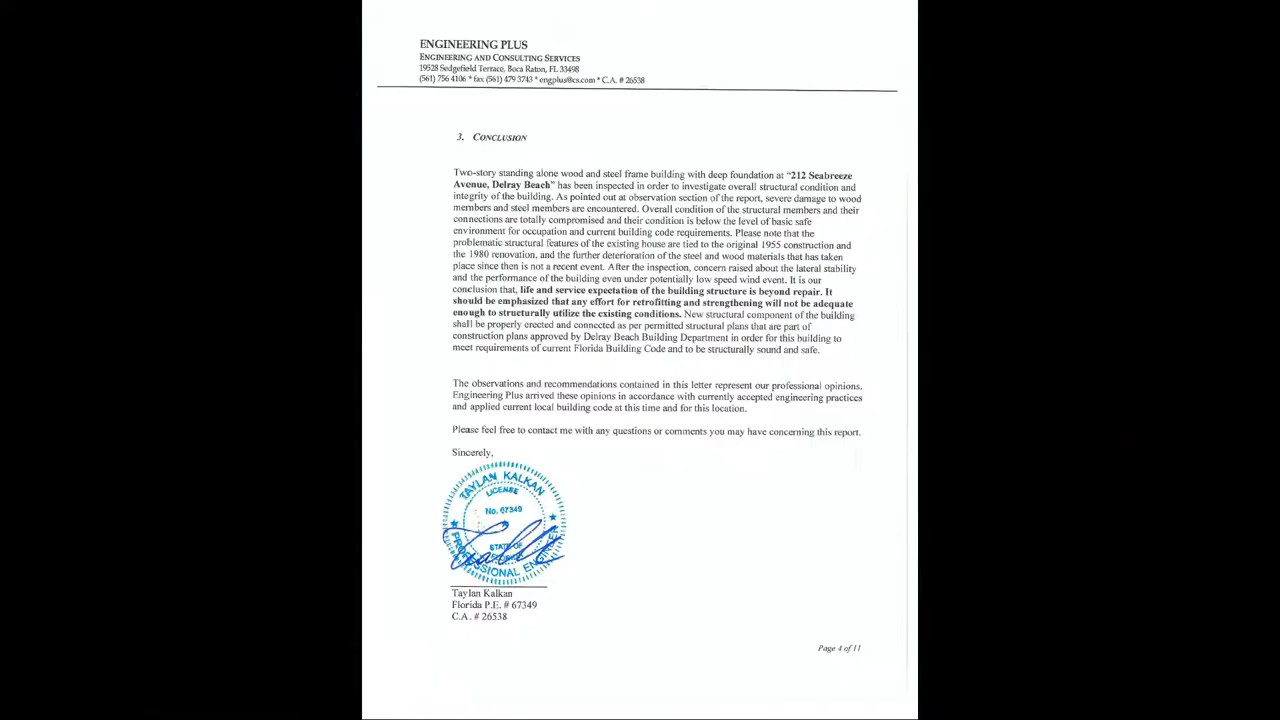 ENGINEERING PLUS
ENGINEERING AND CONSULTING SERVICES
19528 Sedgefield Terrace, Boca Raton, FL 33498
(561) 756 4106 * fax (561) 479 3743 * engplus@cs.com * C.A. # 26538
3. CONCLUSION
Two-story standing alone wood and steel frame building with deep foundation at “212 Seabreeze
Avenue, Delray Beach” has been inspected in order to investigate overall structural condition and
integrity of the building. As pointed out at observation section of the report, severe damage to wood
members and steel members are encountered. Overall condition of the structural members and their
connections are totally compromised and their condition is below the level of basic safe
environment for occupation and current building code requirements. Please note that the
problematic structural features of the existing house are tied to the original 1955 construction and
the 1980 renovation, and the further deterioration of the steel and wood materials that has taken
place since then is not a recent event. After the inspection, concern raised about the lateral stability
and the performance of the building even under potentially low speed wind event. It is our
conclusion that, life and service expectation of the building structure is beyond repair. It
should be emphasized that any effort for retrofitting and strengthening will not be adequate
enough to structurally utilize the existing conditions. New structural component of the building
shall be properly erected and connected as per permitted structural plans that are part of
construction plans approved by Delray Beach Building Department in order for this building to
meet requirements of current Florida Building Code and to be structurally sound and safe.
The observations and recommendations contained in this letter represent our professional opinions.
Engineering Plus arrived these opinions in accordance with currently accepted engineering practices
and applied current local building code at this time and for this location.
Please feel free to contact me with any questions or comments you may have concerning this report.
Sincerely,
TAYLAN KALKAN
LICENSE
No. 67349
STATE OF
FLORIDA
PROFESSIONAL ENGINEER
Taylan Kalkan
Florida P.E. # 67349
C.A. # 26538
Page 4 of 11